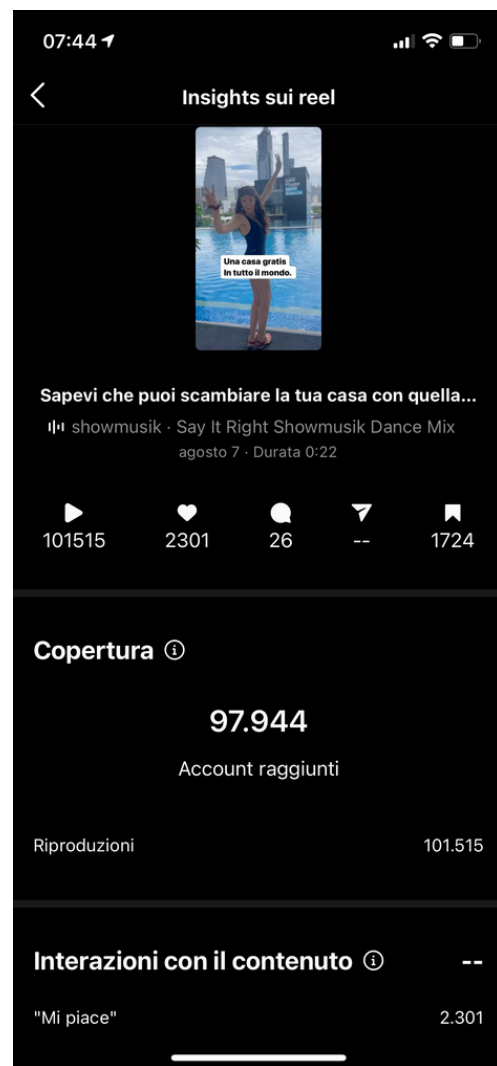 07:44
Insights sui reel
Una casa gratis
In tutto il mondo.
Sapevi che puoi scambiare la tua casa con quella...
showmusik · Say It Right Showmusik Dance Mix
agosto 7 · Durata 0:22
101515 2301 26 -- 1724
Copertura
97.944
Account raggiunti
Riproduzioni 101.515
Interazioni con il contenuto --
"Mi piace" 2.301